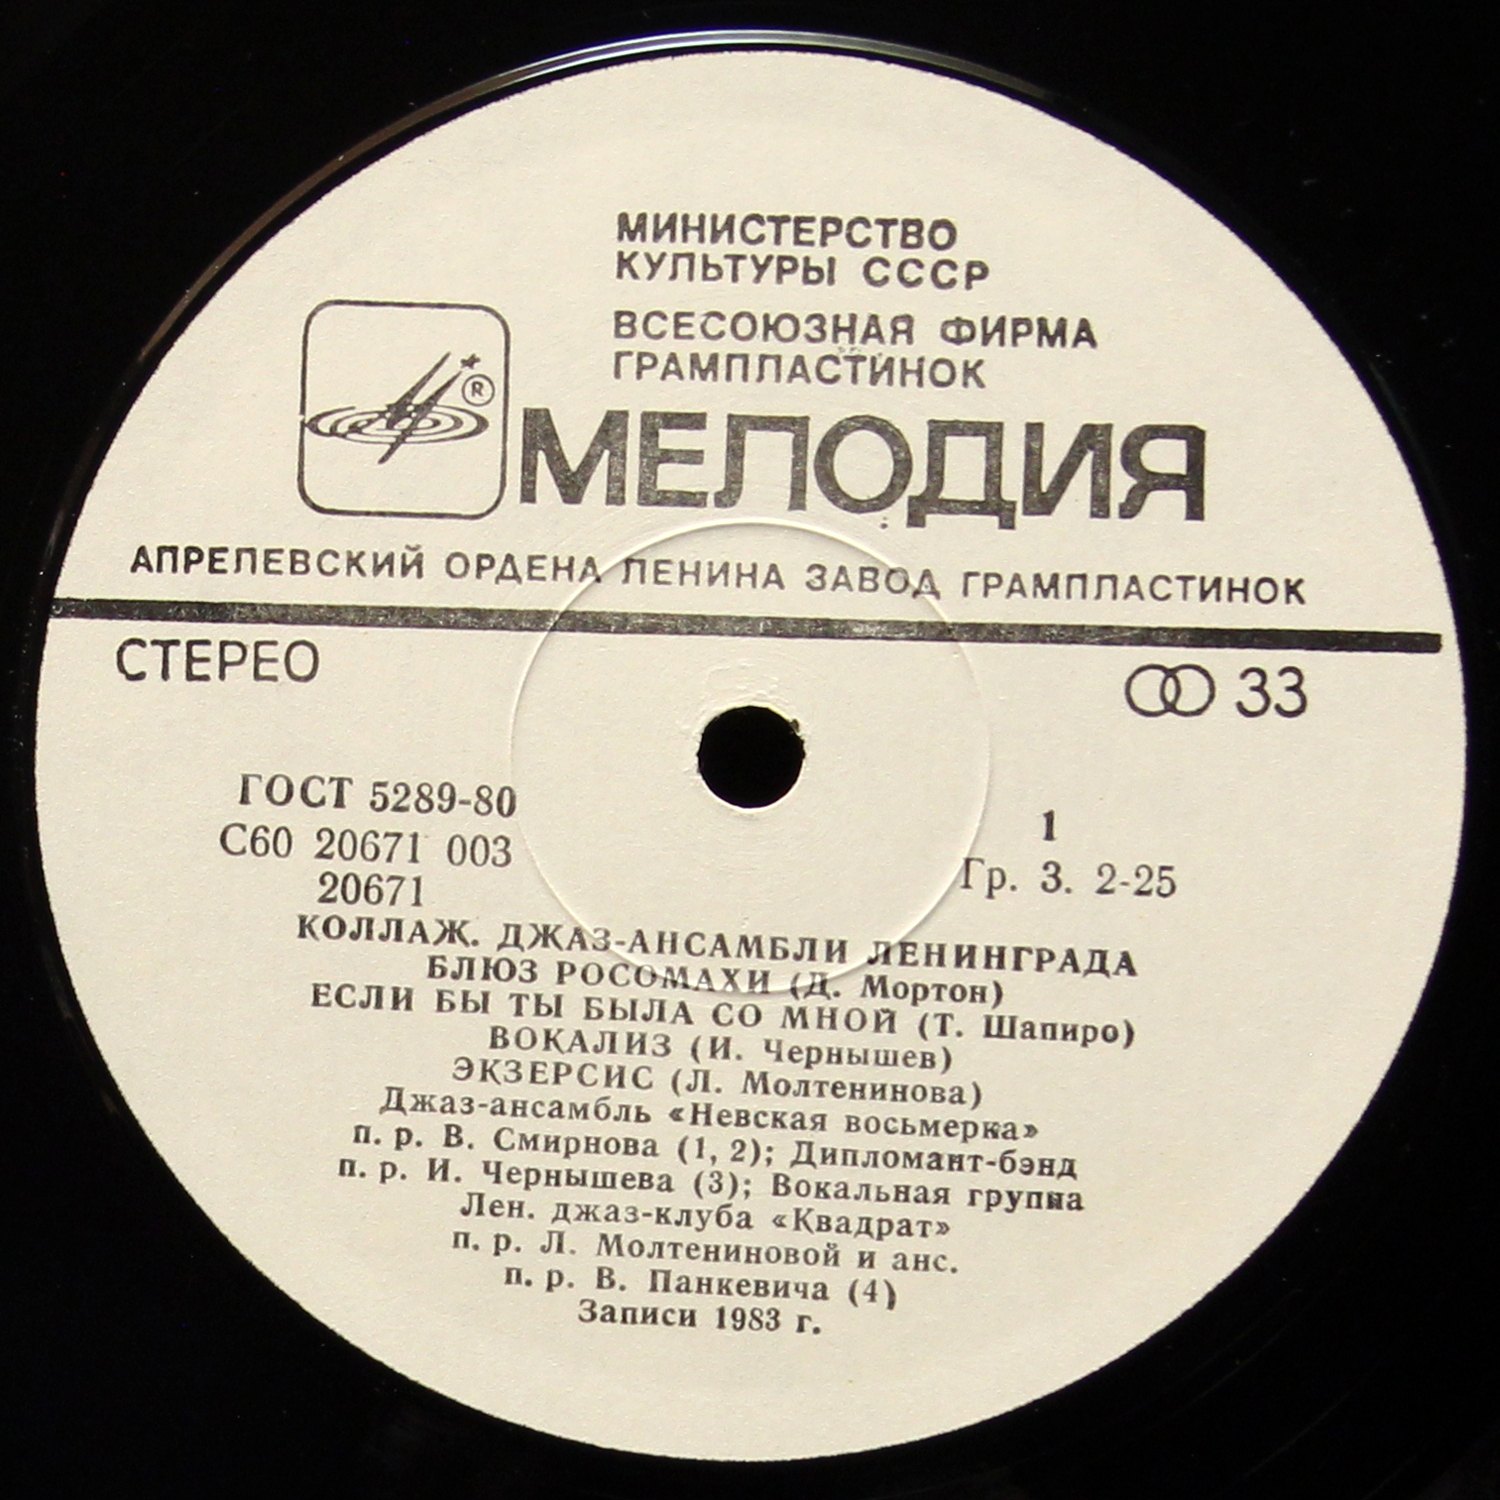 МИНИСТЕРСТВО
КУЛЬТУРЫ СССР
ВСЕСОЮЗНАЯ ФИРМА
ГРАМПЛАСТИНОК
®
МЕЛОДИЯ
АПРЕЛЕВСКИЙ ОРДЕНА ЛЕНИНА ЗАВОД ГРАМПЛАСТИНОК
СТЕРЕО
33
ГОСТ 5289-80
С60 20671 003
20671
1
Гр. 3. 2-25
КОЛЛАЖ. ДЖАЗ-АНСАМБЛИ ЛЕНИНГРАДА
БЛЮЗ РОСОМАХИ (Д. Мортон)
ЕСЛИ БЫ ТЫ БЫЛА СО МНОЙ (Т. Шапиро)
ВОКАЛИЗ (И. Чернышев)
ЭКЗЕРСИС (Л. Молтенинова)
Джаз-ансамбль «Невская восьмерка»
п. р. В. Смирнова (1, 2); Дипломант-бэнд
п. р. И. Чернышева (3); Вокальная группа
Лен. джаз-клуба «Квадрат»
п. р. Л. Молтениновой и анс.
п. р. В. Панкевича (4)
Записи 1983 г.